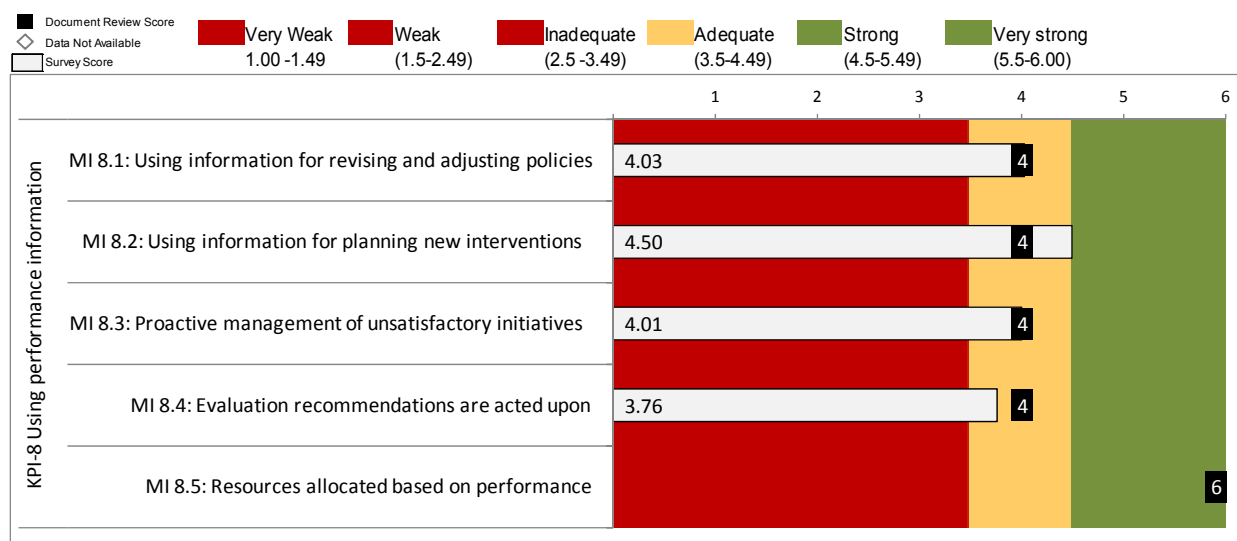 Document Review Score
Data Not Available
Survey Score
Very Weak
1.00 -1.49
Weak
(1.5-2.49)
Inadequate
(2.5 -3.49)
Adequate
(3.5-4.49)
Strong
(4.5-5.49)
Very strong
(5.5-6.00)
1 2 3 4 5 6
KPI-8 Using performance information
MI 8.1: Using information for revising and adjusting policies 4.03 4
MI 8.2: Using information for planning new interventions 4.50 4
MI 8.3: Proactive management of unsatisfactory initiatives 4.01 4
MI 8.4: Evaluation recommendations are acted upon 3.76 4
MI 8.5: Resources allocated based on performance 6